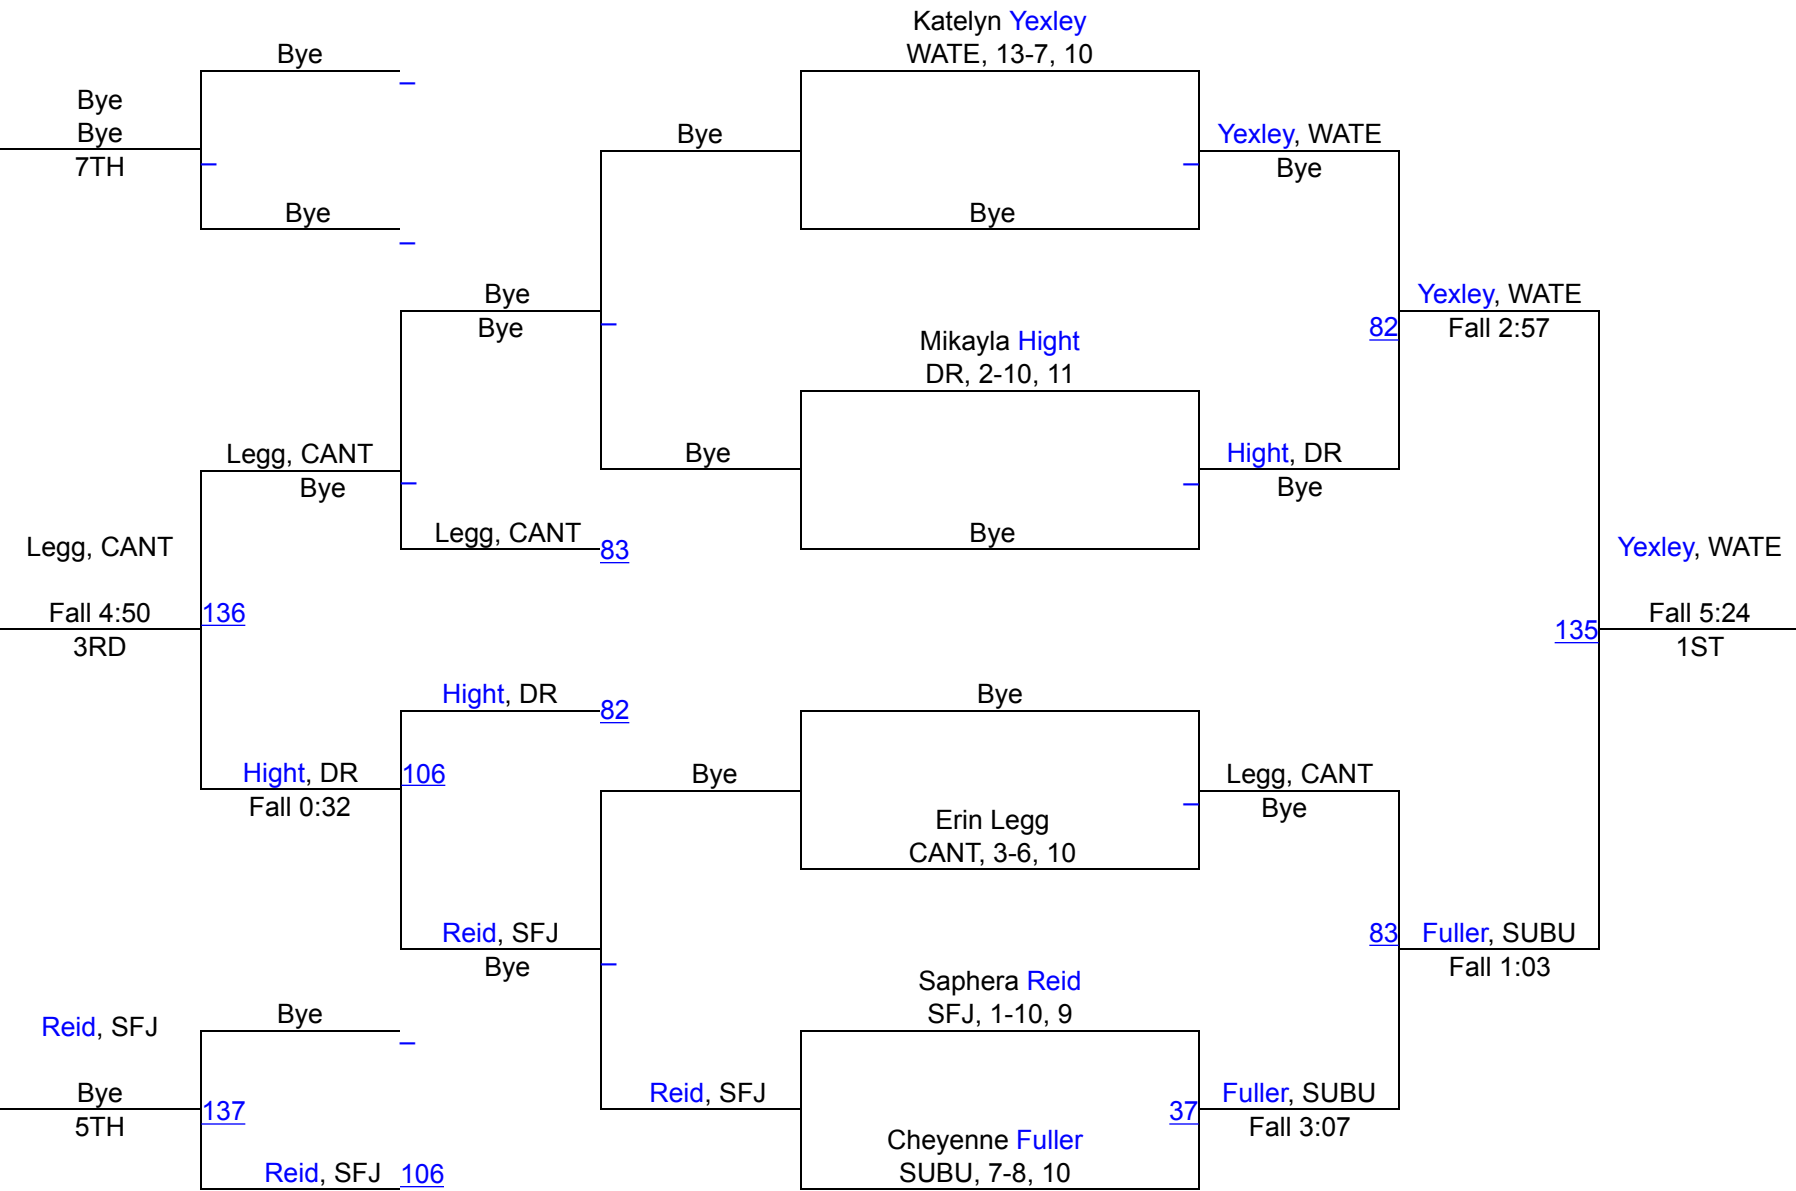 Katelyn Yexley
WATE, 13-7, 10
Bye
Bye
Bye
7TH
Bye
Bye
Yexley, WATE
Bye
Bye
Bye
Bye
Bye
Mikayla Hight
DR, 2-10, 11
82
Yexley, WATE
Fall 2:57
Legg, CANT
Bye
Bye
Hight, DR
Bye
Legg, CANT
83
Bye
Legg, CANT
Fall 4:50
3RD
136
Yexley, WATE
135
Fall 5:24
1ST
Hight, DR
82
Bye
Hight, DR
Fall 0:32
106
Bye
Legg, CANT
Bye
Erin Legg
CANT, 3-6, 10
Reid, SFJ
Bye
83
Fuller, SUBU
Fall 1:03
Saphera Reid
SFJ, 1-10, 9
Reid, SFJ
Bye
Bye
5TH
137
Reid, SFJ
37
Fuller, SUBU
Fall 3:07
Cheyenne Fuller
SUBU, 7-8, 10
Reid, SFJ
106